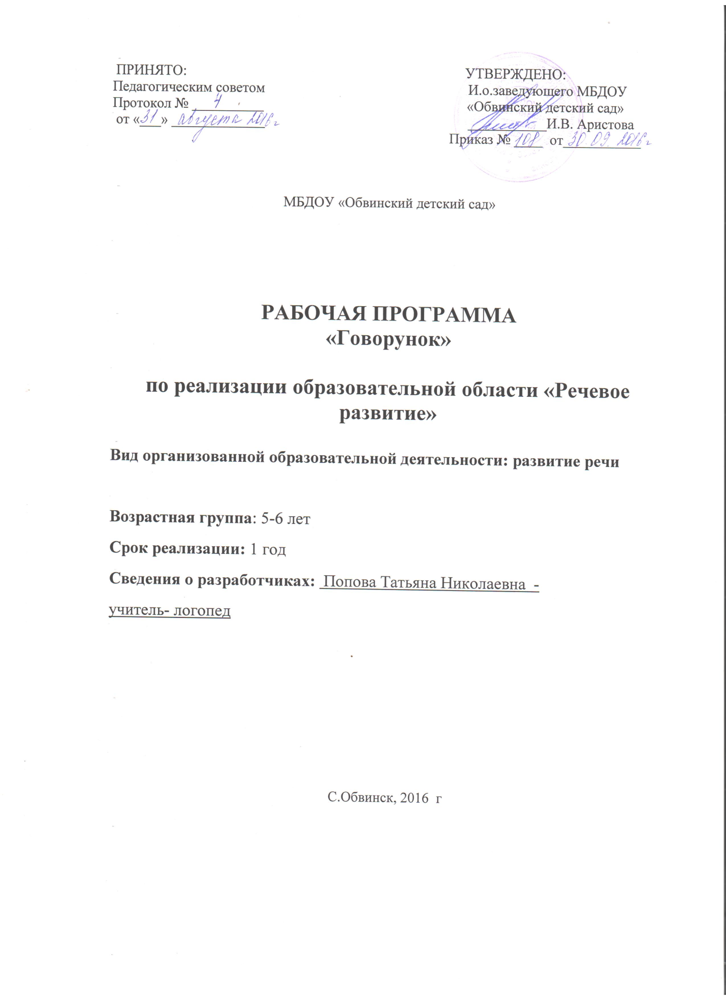 ПРИНЯТО:
Педагогическим советом
Протокол № 4
от «31» августа 2016 г
УТВЕРЖДЕНО:
И.о.заведующего МБДОУ
«Обвинский детский сад»
И.В. Аристова
Приказ № 108 от 30.09. 2016 г
МБДОУ «Обвинский детский сад»
РАБОЧАЯ ПРОГРАММА
«Говорунок»
по реализации образовательной области «Речевое
развитие»
Вид организованной образовательной деятельности: развитие речи
Возрастная группа: 5-6 лет
Срок реализации: 1 год
Сведения о разработчиках: Попова Татьяна Николаевна -
учитель- логопед
С.Обвинск, 2016 г